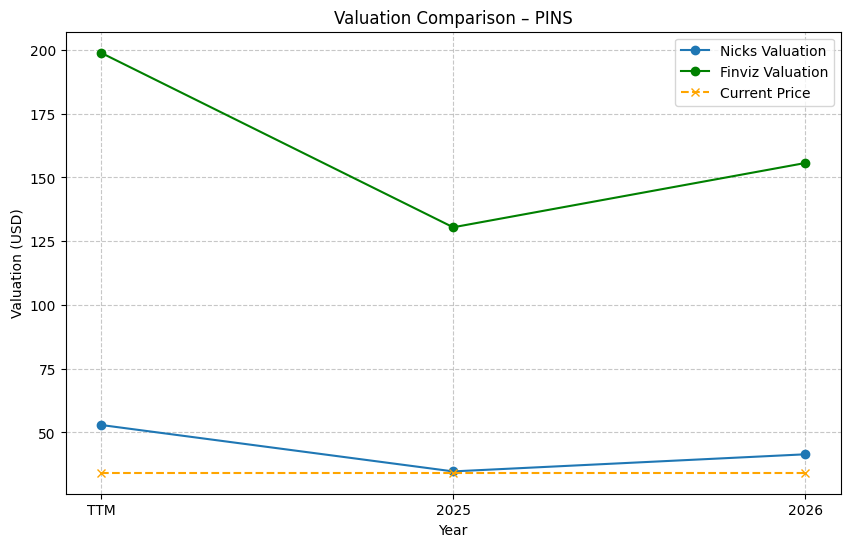 Valuation Comparison – PINS
Nicks Valuation
Finviz Valuation
Current Price
Valuation (USD)
200
175
150
125
100
75
50
TTM
2025
2026
Year